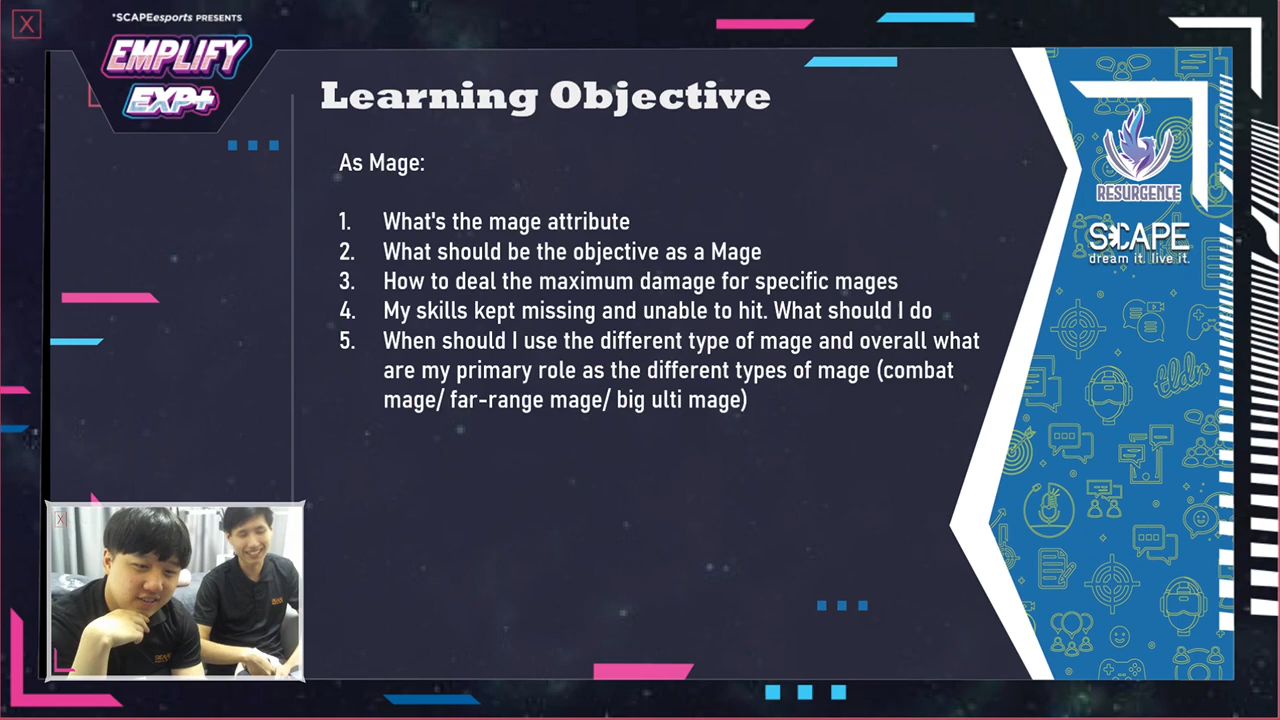 *SCAPEesports PRESENTS
EMPLIFY
EXP+
Learning Objective
As Mage:
1. What's the mage attribute
2. What should be the objective as a Mage
3. How to deal the maximum damage for specific mages
4. My skills kept missing and unable to hit. What should I do
5. When should I use the different type of mage and overall what
are my primary role as the different types of mage (combat
mage/ far-range mage/ big ulti mage)
RESURGENCE
S*CAPE
dream it. live it.
tldr